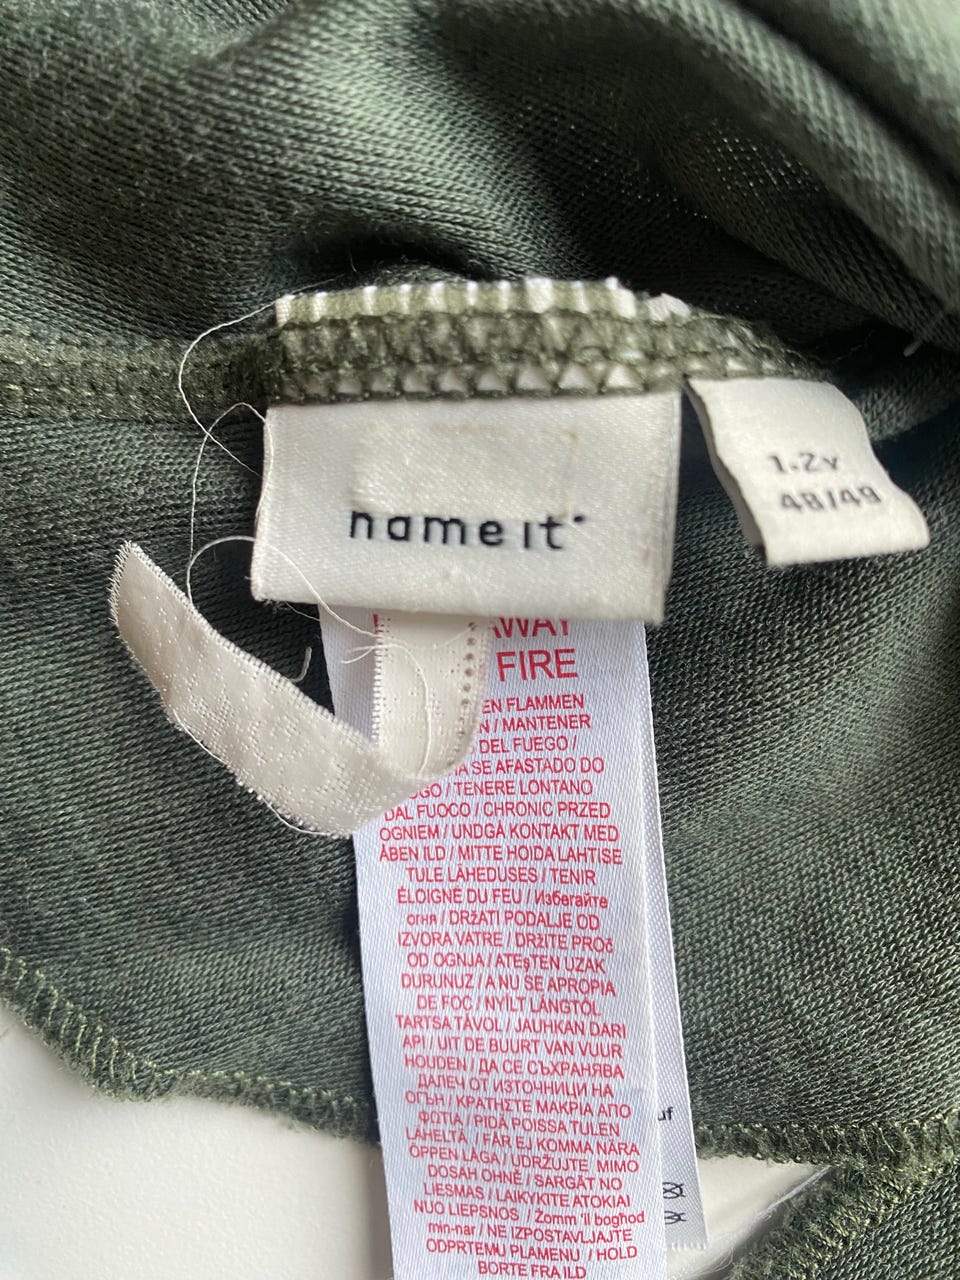 name it
1-2y
48/49
AWAY
FIRE
EN FLAMMEN
N / MANTENER
DEL FUEGO /
A SE AFASTADO DO
OGO / TENERE LONTANO
DAL FUOCO / CHRONIC PRZED
OGNIEM / UNDGÅ KONTAKT MED
ÅBEN ILD / MITTE HOIDA LAHTISE
TULE LÄHEDUSES / TENIR
ÉLOIGNÉ DU FEU / Избегайте
огня / DRŽATI PODALJE OD
IZVORA VATRE / DRŽITE PROČ
OD OGNJA / ATEŞTEN UZAK
DURUNUZ / A NU SE APROPIA
DE FOC / NYÍLT LÁNGTÓL
TARTSA TÁVOL / JAUHKAN DARI
API / UIT DE BUURT VAN VUUR
HOUDEN / ДА СЕ СЪХРАНЯВА
ДАЛЕЧ ОТ ИЗТОЧНИЦИ НА
ОГЪН / ΚΡΑΤΗΣΤΕ ΜΑΚΡΙΑ ΑΠΟ
ΦΩΤΙΑ / PIDÄ POISSA TULEN
LÄHELTÄ / FÅR EJ KOMMA NÄRA
ÖPPEN LÅGA / UDRŽUJTE MIMO
DOSAH OHNĚ / SARGĀT NO
LIESMAS / LAIKYKITE ATOKIAI
NUO LIEPSNOS / Żomm 'il bogħod
min-nar / NE IZPOSTAVLJAJTE
ODPRTEMU PLAMENU / HOLD
BORTE FRA ILD
uf